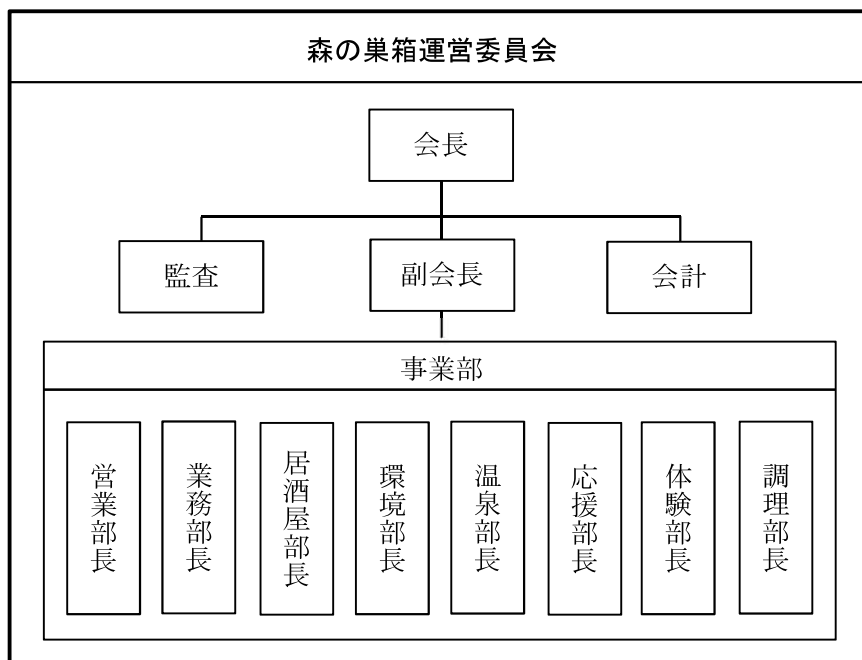 森の巣箱運営委員会
会長
監査
副会長
会計
事業部
営業部長
業務部長
居酒屋部長
環境部長
温泉部長
応援部長
体験部長
調理部長